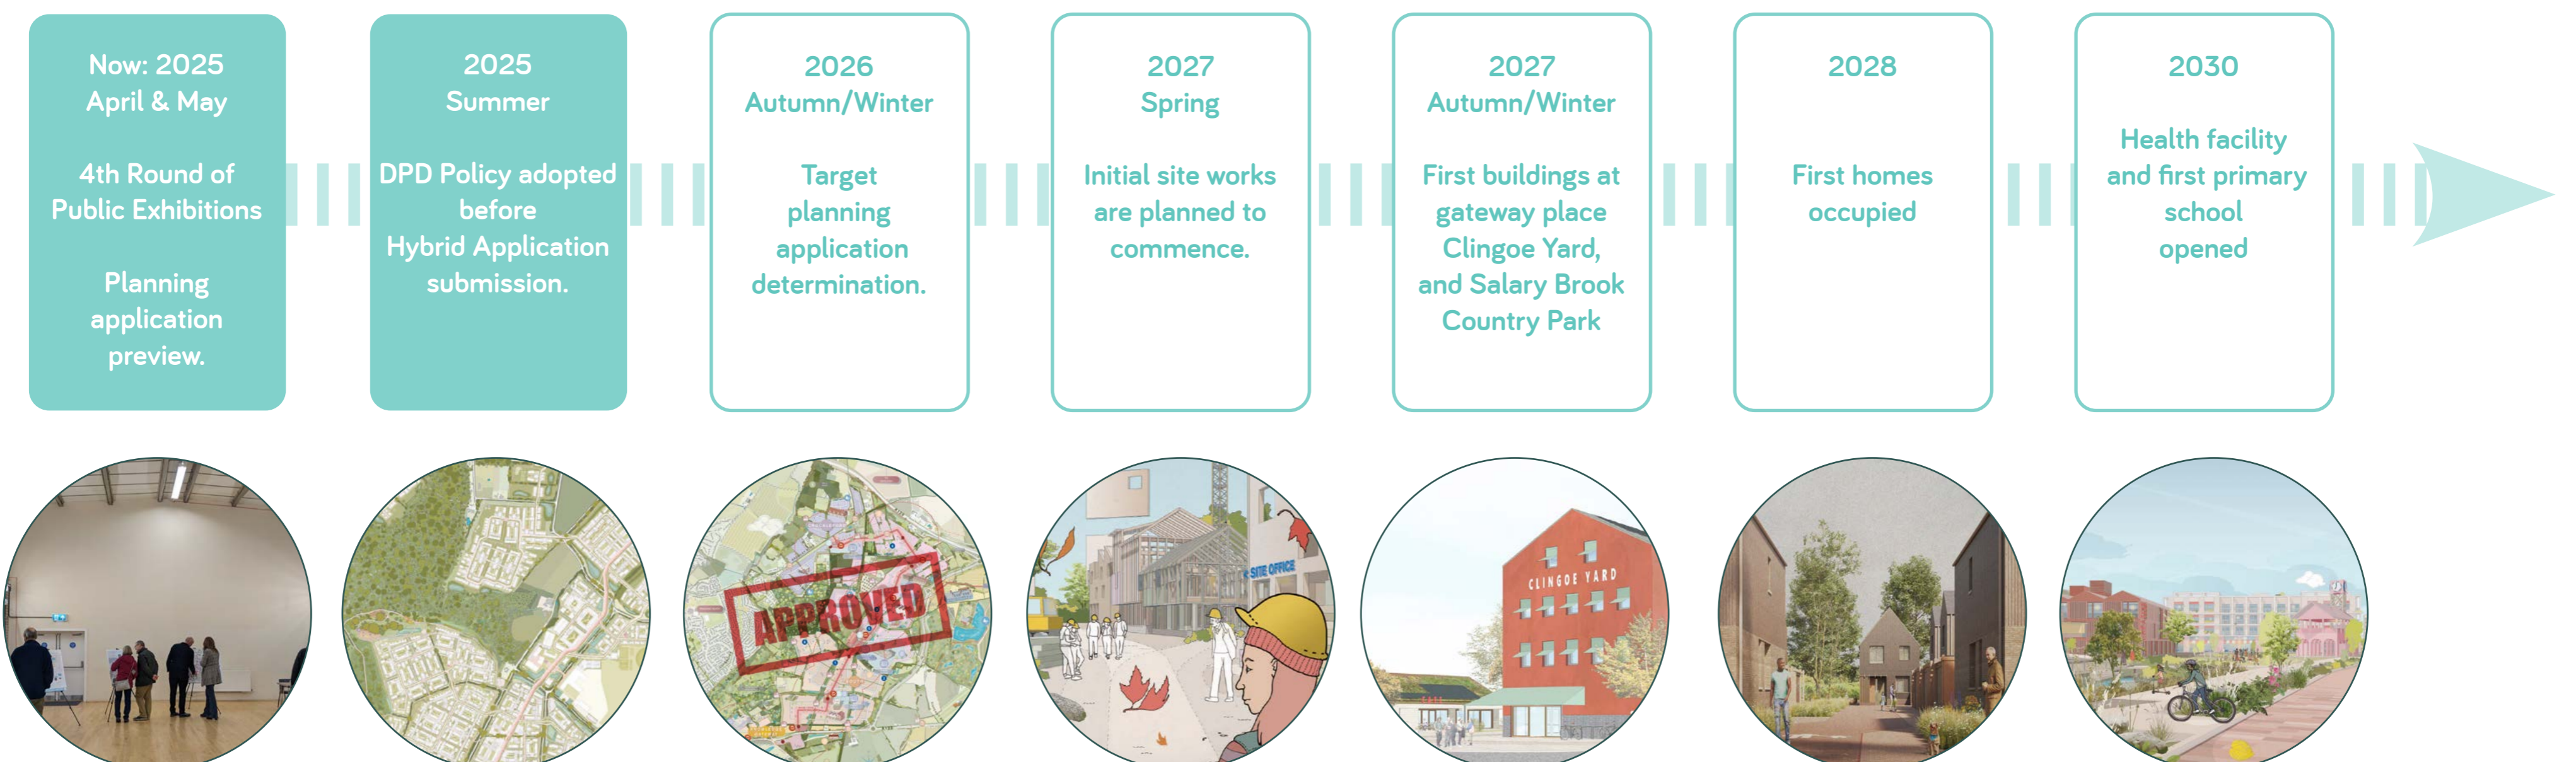 Now: 2025
April & May
4th Round of
Public Exhibitions
Planning
application
preview.
2025
Summer
DPD Policy adopted
before
Hybrid Application
submission.
2026
Autumn/Winter
Target
planning
application
determination.
2027
Spring
Initial site works
are planned to
commence.
2027
Autumn/Winter
First buildings at
gateway place
Clingoe Yard,
and Salary Brook
Country Park
2028
First homes
occupied
2030
Health facility
and first primary
school
opened
APPROVED
SITE OFFICE
CLINGOE YARD